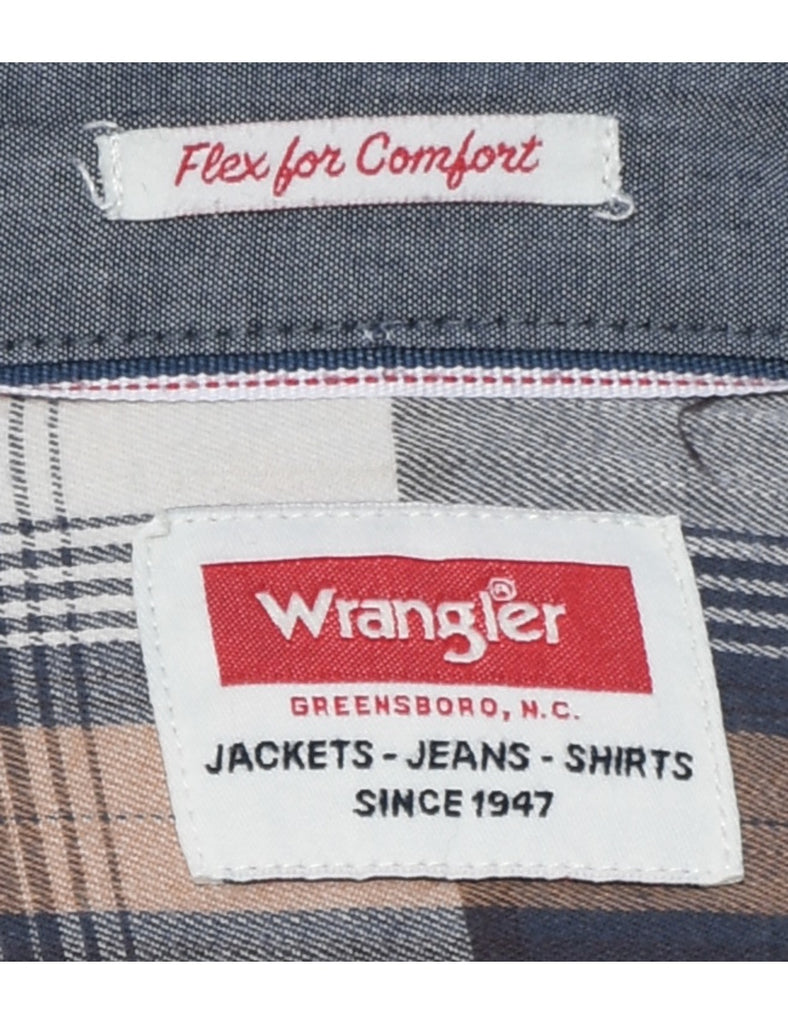 Flex for Comfort
Wrangler®
GREENSBORO, N.C.
JACKETS - JEANS - SHIRTS
SINCE 1947